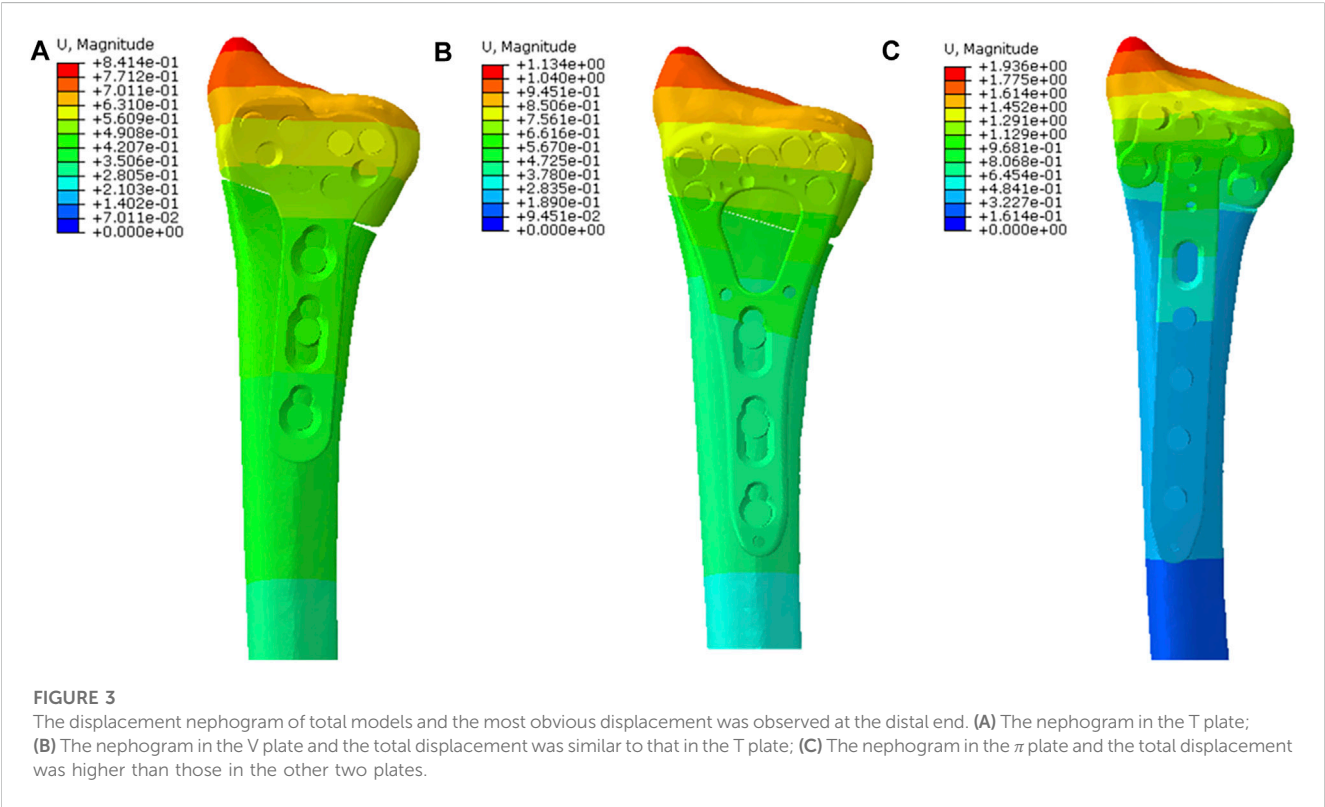 A
U, Magnitude
+8.414e-01
+7.712e-01
+7.011e-01
+6.310e-01
+5.609e-01
+4.908e-01
+4.207e-01
+3.506e-01
+2.805e-01
+2.103e-01
+1.402e-01
+7.011e-02
+0.000e+00
B
U, Magnitude
+1.134e+00
+1.040e+00
+9.451e-01
+8.506e-01
+7.561e-01
+6.616e-01
+5.670e-01
+4.725e-01
+3.780e-01
+2.835e-01
+1.890e-01
+9.451e-02
+0.000e+00
C
U, Magnitude
+1.936e+00
+1.775e+00
+1.614e+00
+1.452e+00
+1.291e+00
+1.129e+00
+9.681e-01
+8.068e-01
+6.454e-01
+4.841e-01
+3.227e-01
+1.614e-01
+0.000e+00
FIGURE 3
The displacement nephogram of total models and the most obvious displacement was observed at the distal end. (A) The nephogram in the T plate;
(B) The nephogram in the V plate and the total displacement was similar to that in the T plate; (C) The nephogram in the π plate and the total displacement
was higher than those in the other two plates.